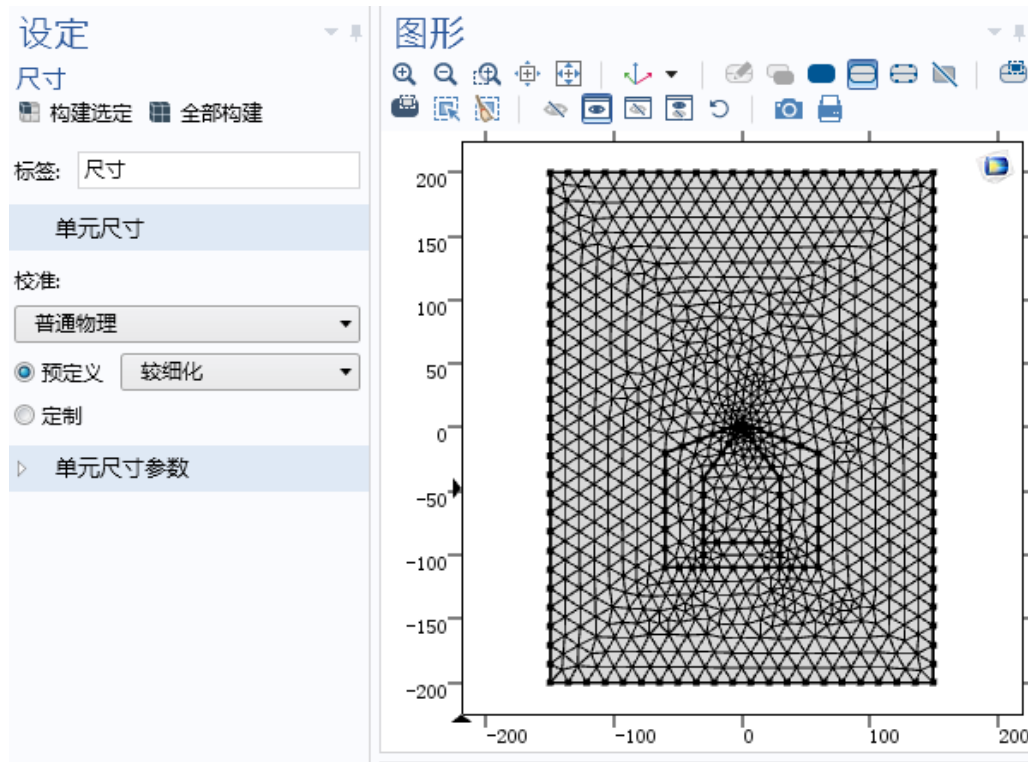 设定
尺寸
构建选定 全部构建
标签: 尺寸
单元尺寸
校准:
普通物理
预定义 较细化
定制
单元尺寸参数
图形
200
150
100
50
0
-50
-100
-150
-200
-200 -100 0 100 200